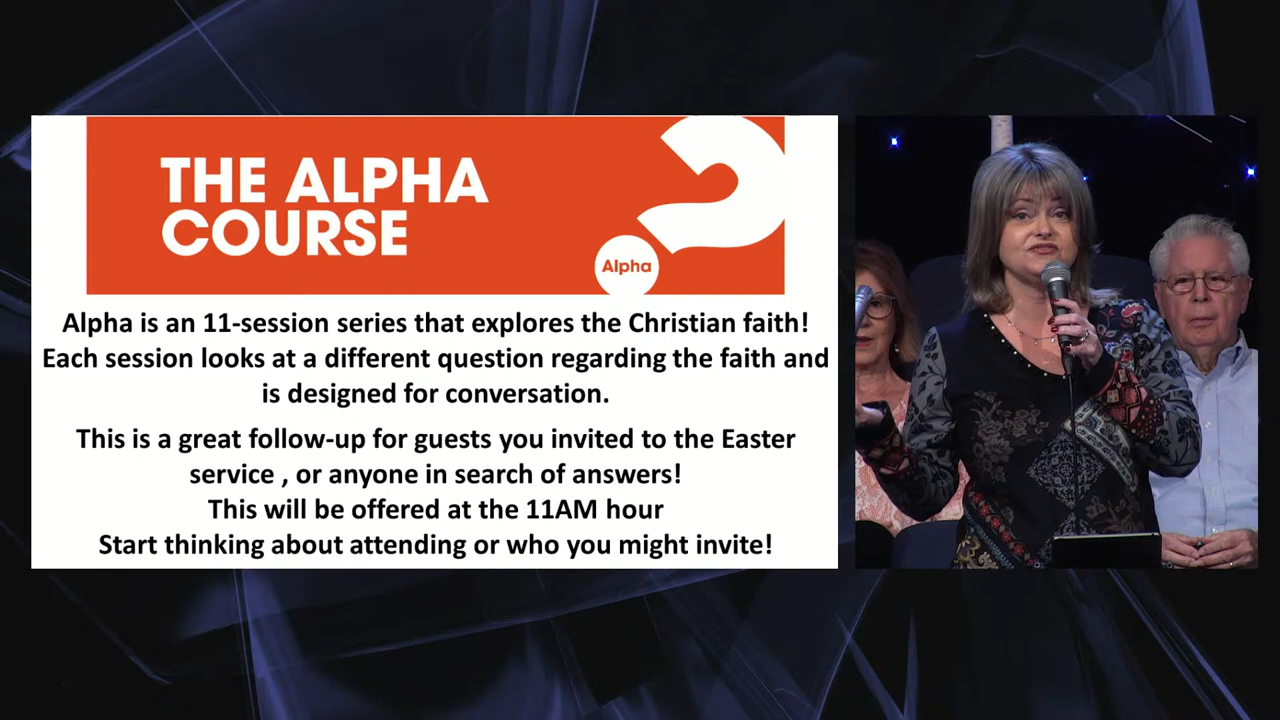 THE ALPHA
COURSE
Alpha
Alpha is an 11-session series that explores the Christian faith!
Each session looks at a different question regarding the faith and
is designed for conversation.
This is a great follow-up for guests you invited to the Easter
service , or anyone in search of answers!
This will be offered at the 11AM hour
Start thinking about attending or who you might invite!